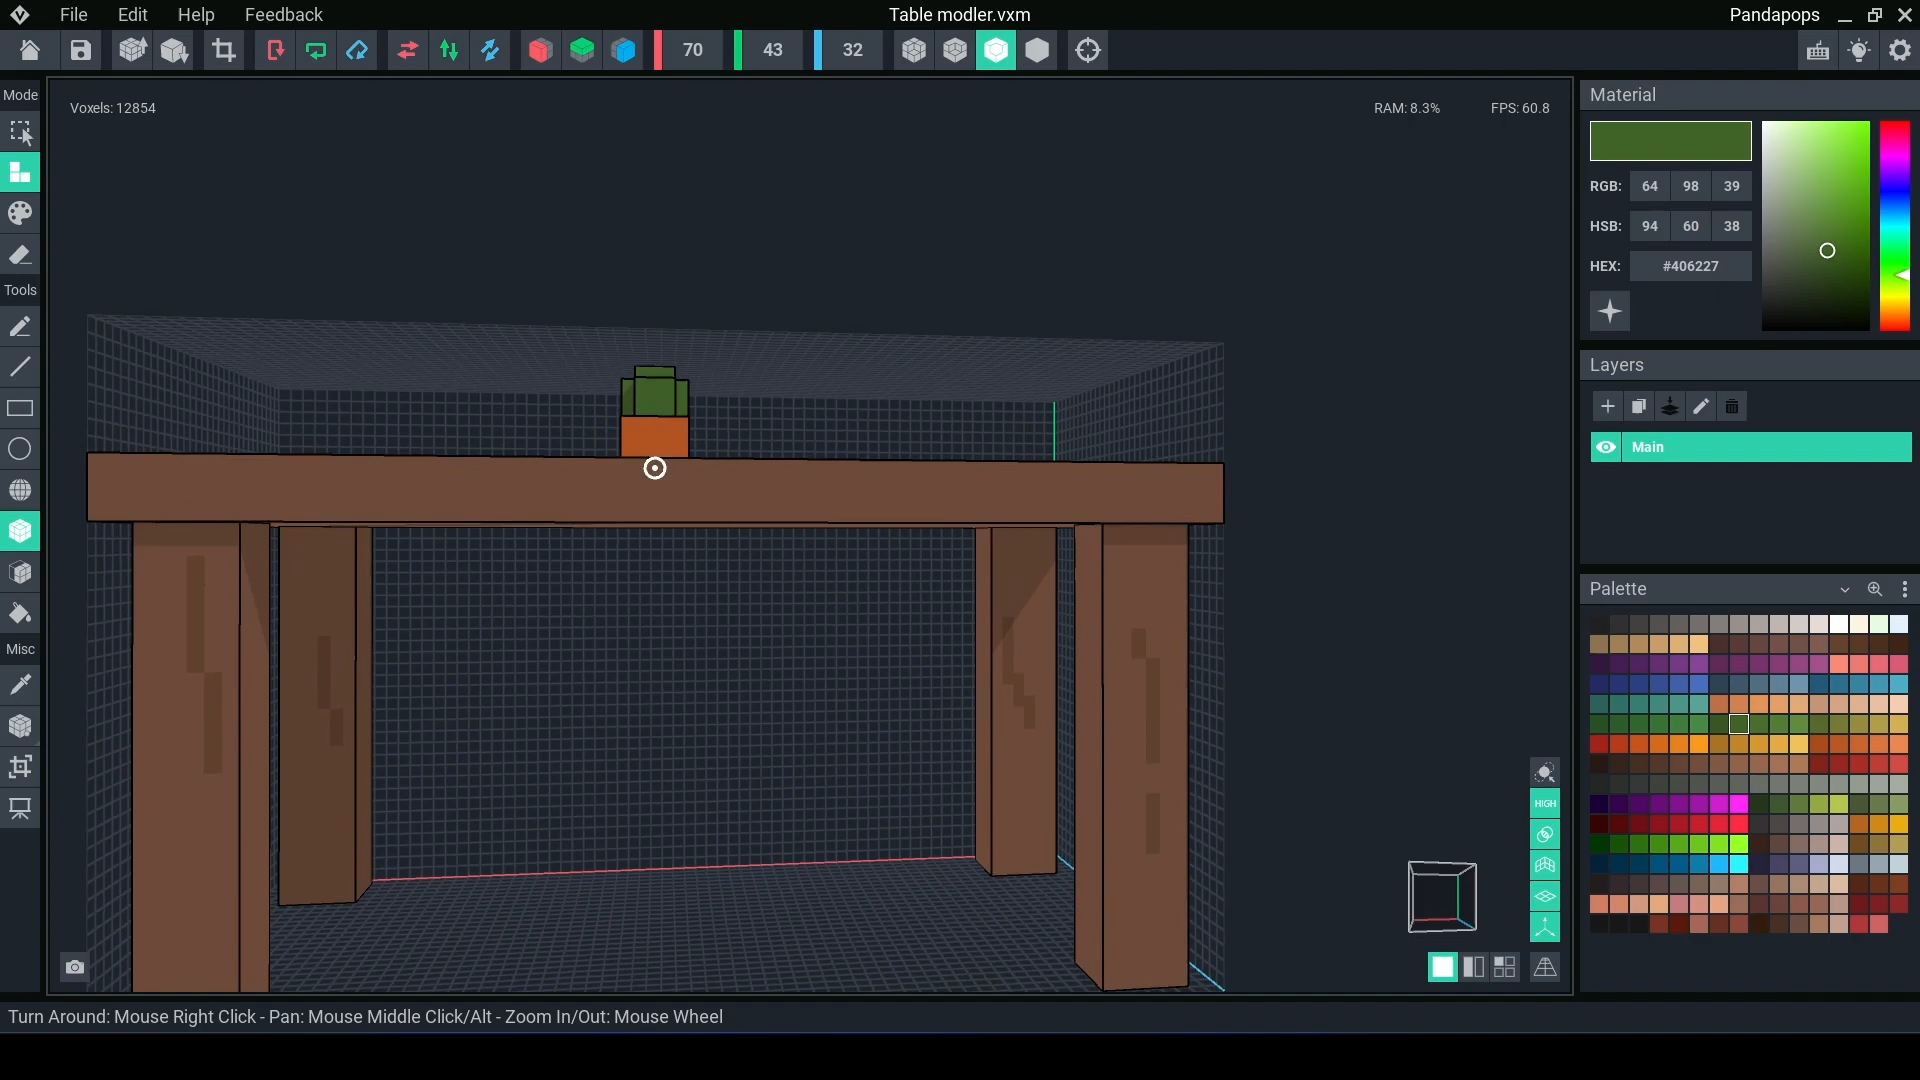 File Edit Help Feedback Table modler.vxm Pandapops
70 43 32
Mode
Voxels: 12854 RAM: 8.3% FPS: 60.8
Material
RGB: 64 98 39
HSB: 94 60 38
HEX: #406227
Tools
Layers
Main
Palette
Misc
HIGH
Turn Around: Mouse Right Click - Pan: Mouse Middle Click/Alt - Zoom In/Out: Mouse Wheel